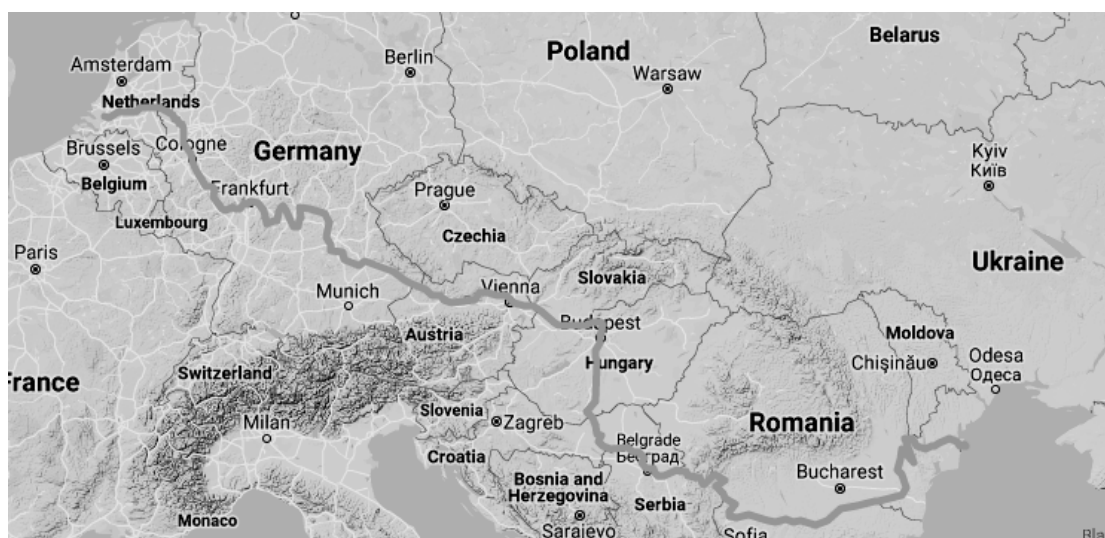 Belarus
Poland
Berlin
Amsterdam
Warsaw
Netherlands
Cologne
Germany
Brussels
Kyiv
Київ
Belgium
Frankfurt
Prague
Luxembourg
Czechia
Paris
Ukraine
Slovakia
Vienna
Munich
Budapest
Austria
Moldova
Hungary
Chișinău
Odesa
Одеса
Switzerland
France
Slovenia
Milan
Zagreb
Romania
Belgrade
Београд
Croatia
Bucharest
Bosnia and
Herzegovina
Serbia
Monaco
Sarajevo
Sofia
Bla